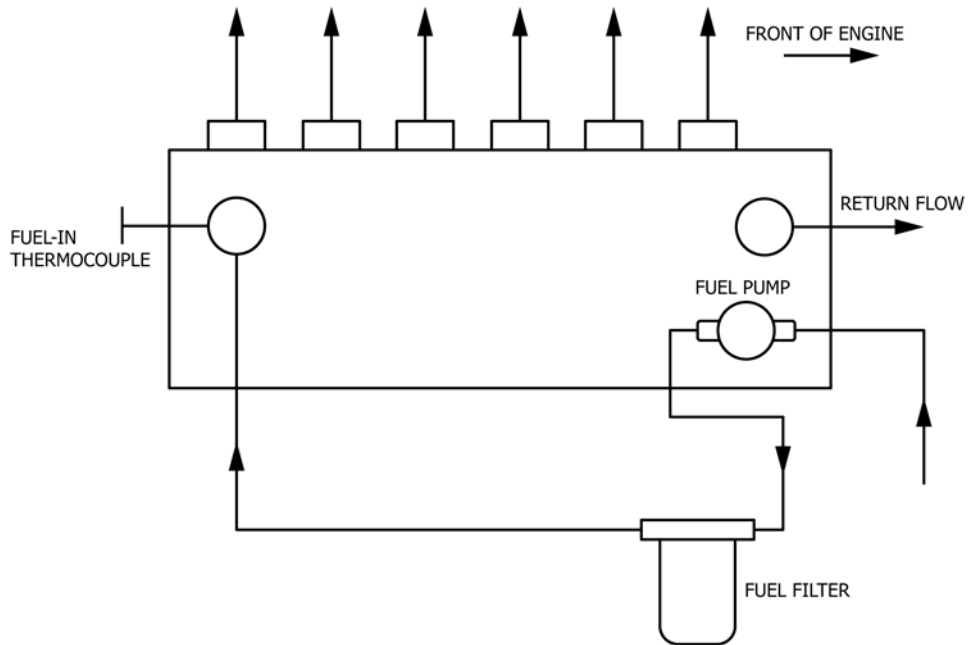 FRONT OF ENGINE
RETURN FLOW
FUEL-IN
THERMOCOUPLE
FUEL PUMP
FUEL FILTER